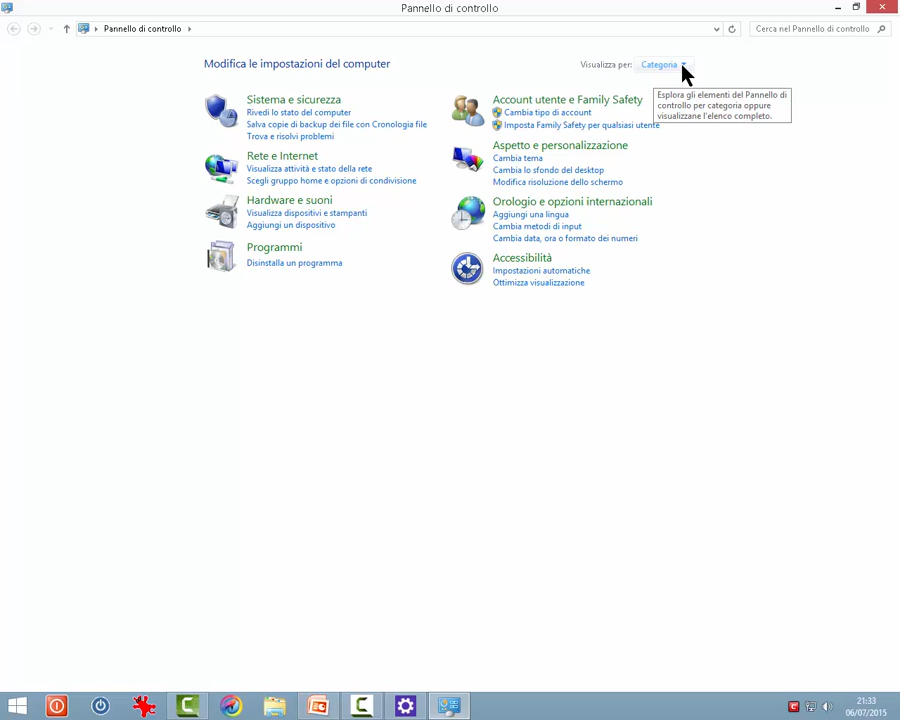 Pannello di controllo
Pannello di controllo
Cerca nel Pannello di controllo
Modifica le impostazioni del computer
Visualizza per: Categoria
Esplora gli elementi del Pannello di
controllo per categoria oppure
visualizzane l'elenco completo.
Sistema e sicurezza
Rivedi lo stato del computer
Salva copie di backup dei file con Cronologia file
Trova e risolvi problemi
Rete e Internet
Visualizza attività e stato della rete
Scegli gruppo home e opzioni di condivisione
Hardware e suoni
Visualizza dispositivi e stampanti
Aggiungi un dispositivo
Programmi
Disinstalla un programma
Account utente e Family Safety
Cambia tipo di account
Imposta Family Safety per qualsiasi utente
Aspetto e personalizzazione
Cambia tema
Cambia lo sfondo del desktop
Modifica risoluzione dello schermo
Orologio e opzioni internazionali
Aggiungi una lingua
Cambia metodi di input
Cambia data, ora o formato dei numeri
Accessibilità
Impostazioni automatiche
Ottimizza visualizzazione
21:33
06/07/2015